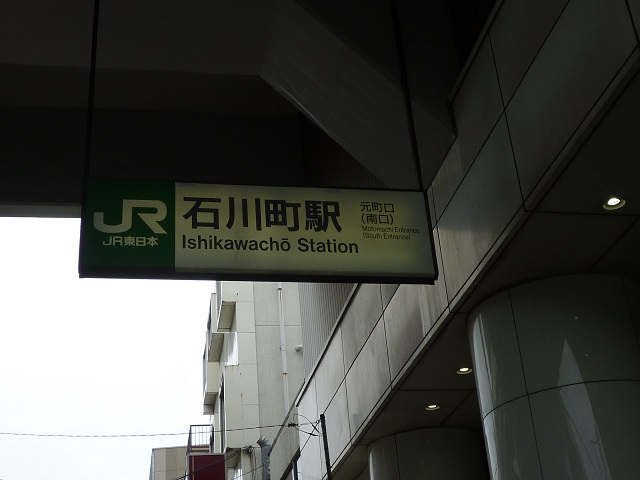 JR
JR東日本
石川町駅
Ishikawachō Station
元町口
(南口)
Motomachi Entrance
(South Entrance)